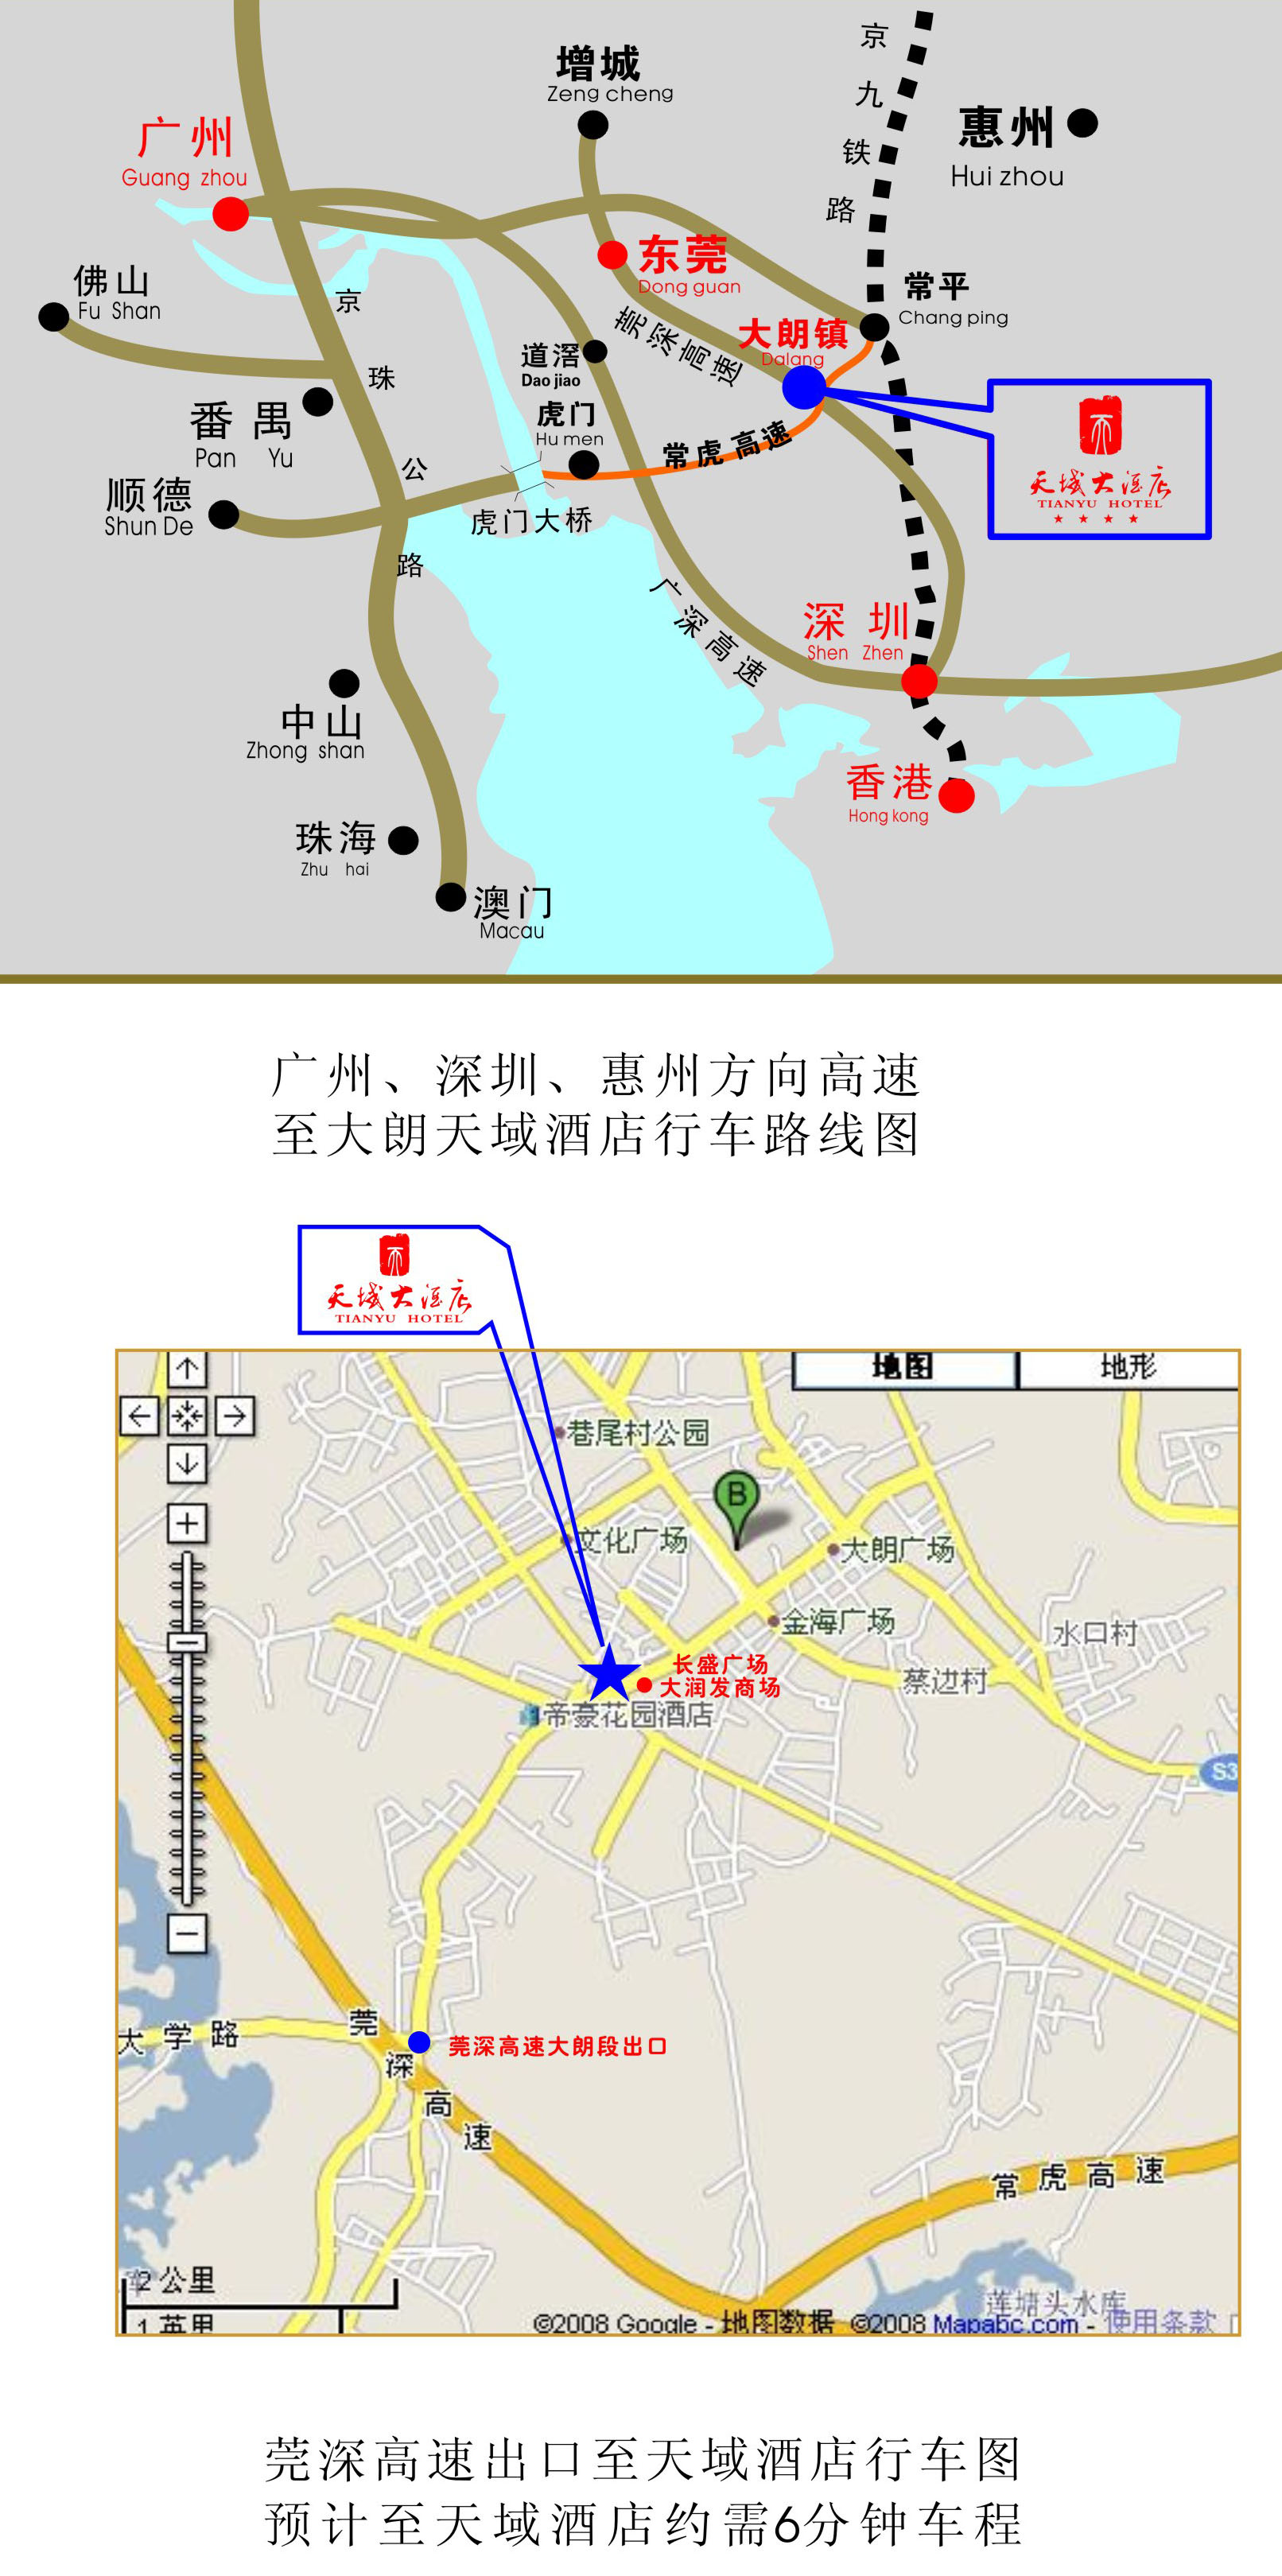 京九铁路
增城
Zeng cheng
惠州
Hui zhou
广州
Guang zhou
东莞
Dong guan
佛山
Fu Shan
常平
Chang ping
京珠公路
莞深高速
大朗镇
Dalang
道滘
Dao jiao
虎门
Hu men
番禺
Pan Yu
常虎高速
天域大酒店
TIANYU HOTEL
★ ★ ★ ★
顺德
Shun De
虎门大桥
广深高速
深圳
Shen Zhen
中山
Zhong shan
香港
Hong kong
珠海
Zhu hai
澳门
Macau
广州、深圳、惠州方向高速
至大朗天域酒店行车路线图
天域大酒店
TIANYU HOTEL
地图
地形
巷尾村公园
B
文化广场
大朗广场
金海广场
水口村
长盛广场
大润发商场
蔡边村
帝豪花园酒店
S3
大学路
莞深高速
莞深高速大朗段出口
常虎高速
2 公里
1 英里
莲塘头水库
©2008 Google - 地图数据 ©2008 Mapabc.com - 使用条款
莞深高速出口至天域酒店行车图
预计至天域酒店约需6分钟车程